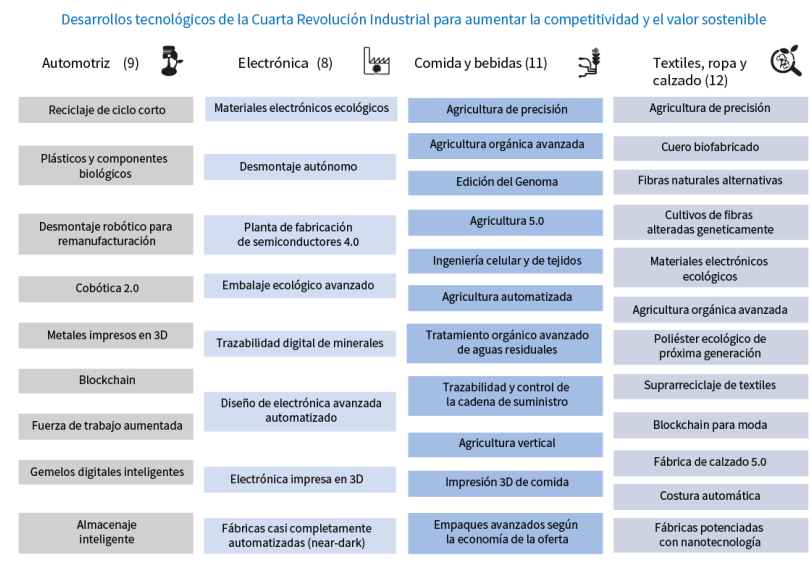 Desarrollos tecnológicos de la Cuarta Revolución Industrial para aumentar la competitividad y el valor sostenible
Automotriz (9)
Reciclaje de ciclo corto
Plásticos y componentes
biológicos
Desmontaje robótico para
remanufacturación
Cobótica 2.0
Metales impresos en 3D
Blockchain
Fuerza de trabajo aumentada
Gemelos digitales inteligentes
Almacenaje
inteligente
Electrónica (8)
Materiales electrónicos ecológicos
Desmontaje autónomo
Planta de fabricación
de semiconductores 4.0
Embalaje ecológico avanzado
Trazabilidad digital de minerales
Diseño de electrónica avanzada
automatizado
Electrónica impresa en 3D
Fábricas casi completamente
automatizadas (near-dark)
Comida y bebidas (11)
Agricultura de precisión
Agricultura orgánica avanzada
Edición del Genoma
Agricultura 5.0
Ingeniería celular y de tejidos
Agricultura automatizada
Tratamiento orgánico avanzado
de aguas residuales
Trazabilidad y control de
la cadena de suministro
Agricultura vertical
Impresión 3D de comida
Empaques avanzados según
la economía de la oferta
Textiles, ropa y
calzado (12)
Agricultura de precisión
Cuero biofabricado
Fibras naturales alternativas
Cultivos de fibras
alteradas geneticamente
Materiales electrónicos
ecológicos
Agricultura orgánica avanzada
Poliéster ecológico de
próxima generación
Suprarreciclaje de textiles
Blockchain para moda
Fábrica de calzado 5.0
Costura automática
Fábricas potenciadas
con nanotecnología